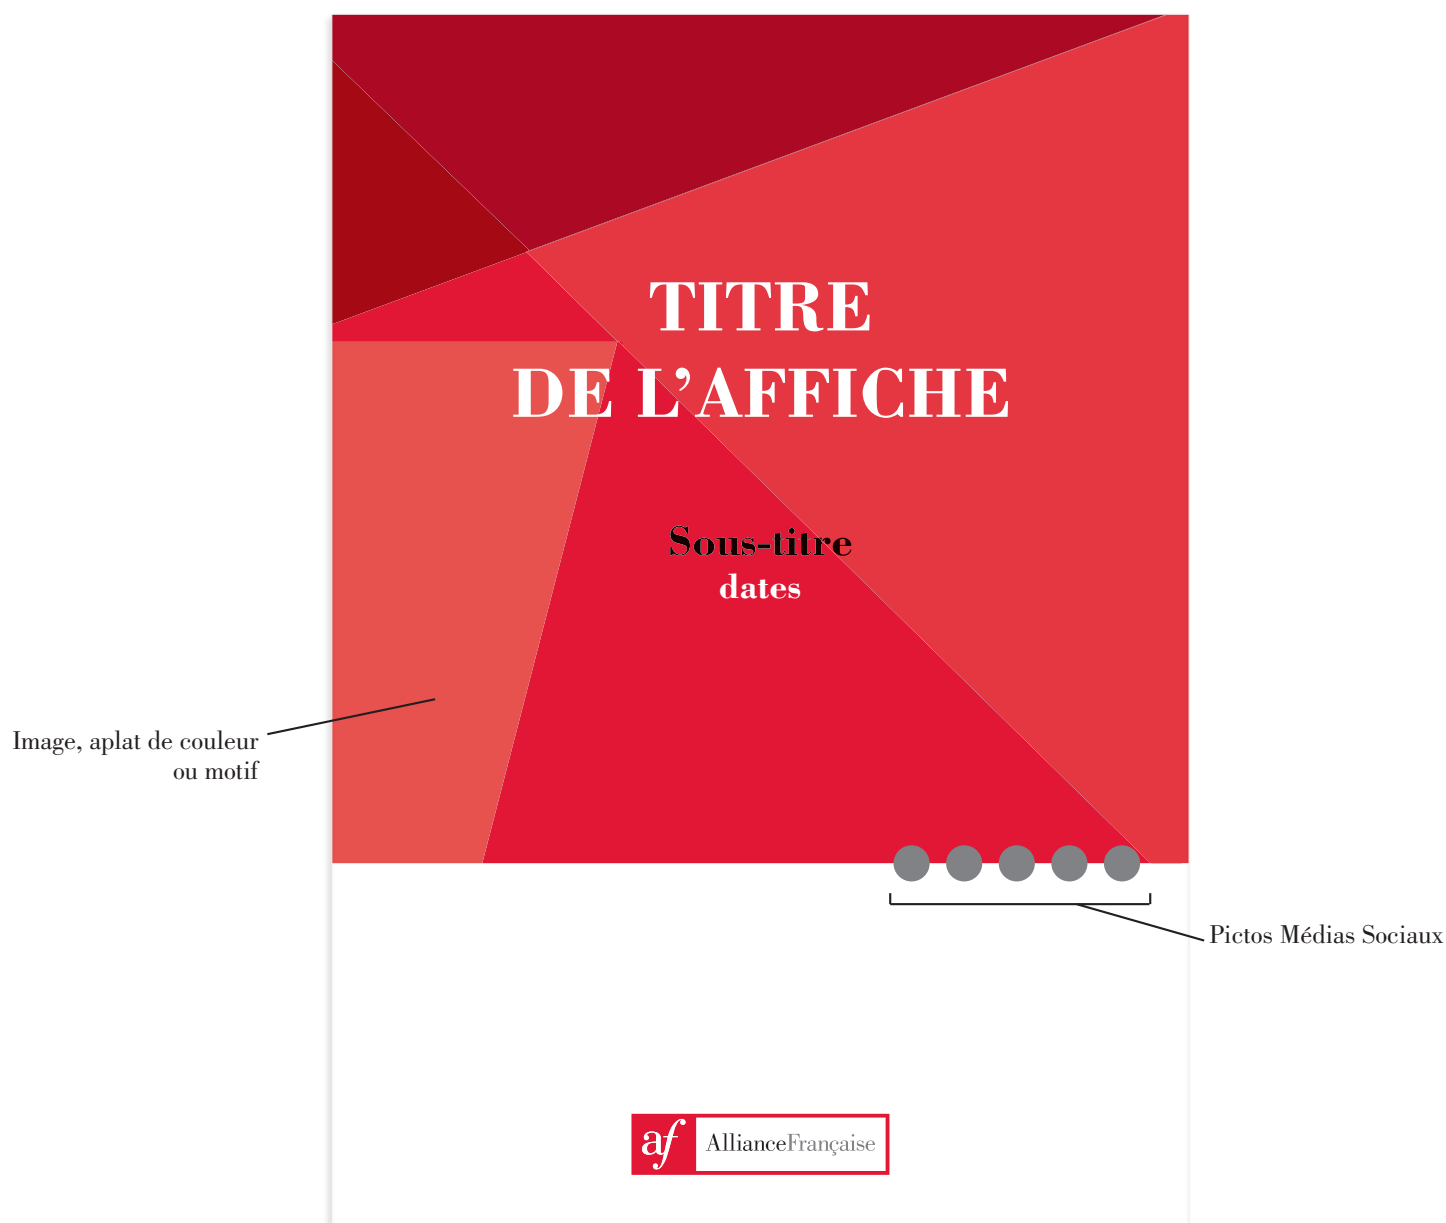 TITRE
DE L’AFFICHE
Sous-titre
dates
Image, aplat de couleur
ou motif
Pictos Médias Sociaux
af AllianceFrançaise